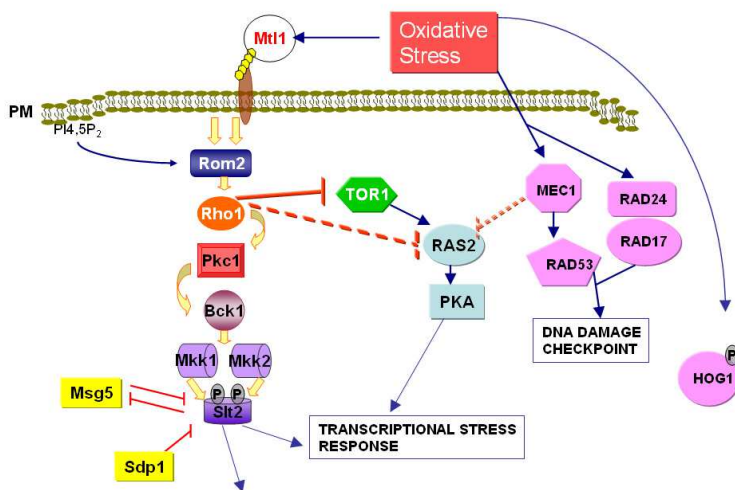 Mtl1
Oxidative
Stress
PM
PI4,5P2
Rom2
Rho1
TOR1
MEC1
RAD24
RAD17
RAS2
RAD53
Pkc1
PKA
Bck1
DNA DAMAGE
CHECKPOINT
P
HOG1
Mkk1
Mkk2
P
P
Msg5
Slt2
TRANSCRIPTIONAL STRESS
RESPONSE
Sdp1